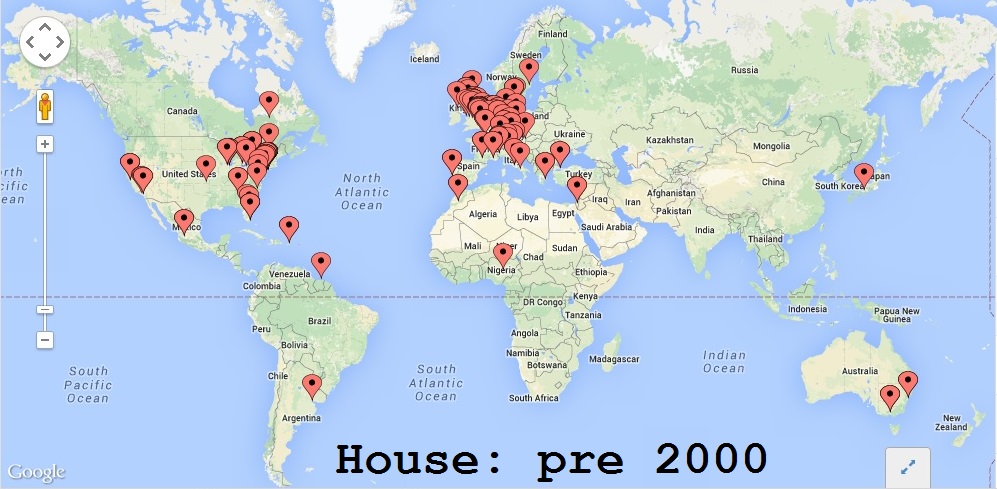 Iceland
Finland
Sweden
Norway
Russia
Canada
Ukraine
Kazakhstan
Mongolia
United States
Spain
Turkey
China
South Korea
Japan
North
Atlantic
Ocean
Iraq
Iran
Afghanistan
Pakistan
Algeria
Libya
Egypt
Saudi Arabia
India
Mexico
Mali
Niger
Chad
Sudan
Thailand
Nigeria
Ethiopia
Venezuela
Colombia
DR Congo
Kenya
Tanzania
Indonesia
Papua New
Guinea
Peru
Brazil
Bolivia
Angola
Namibia
Botswana
Madagascar
South
Pacific
Ocean
South
Atlantic
Ocean
Indian
Ocean
Chile
Australia
South Africa
Argentina
New
Zealand
House: pre 2000
Google